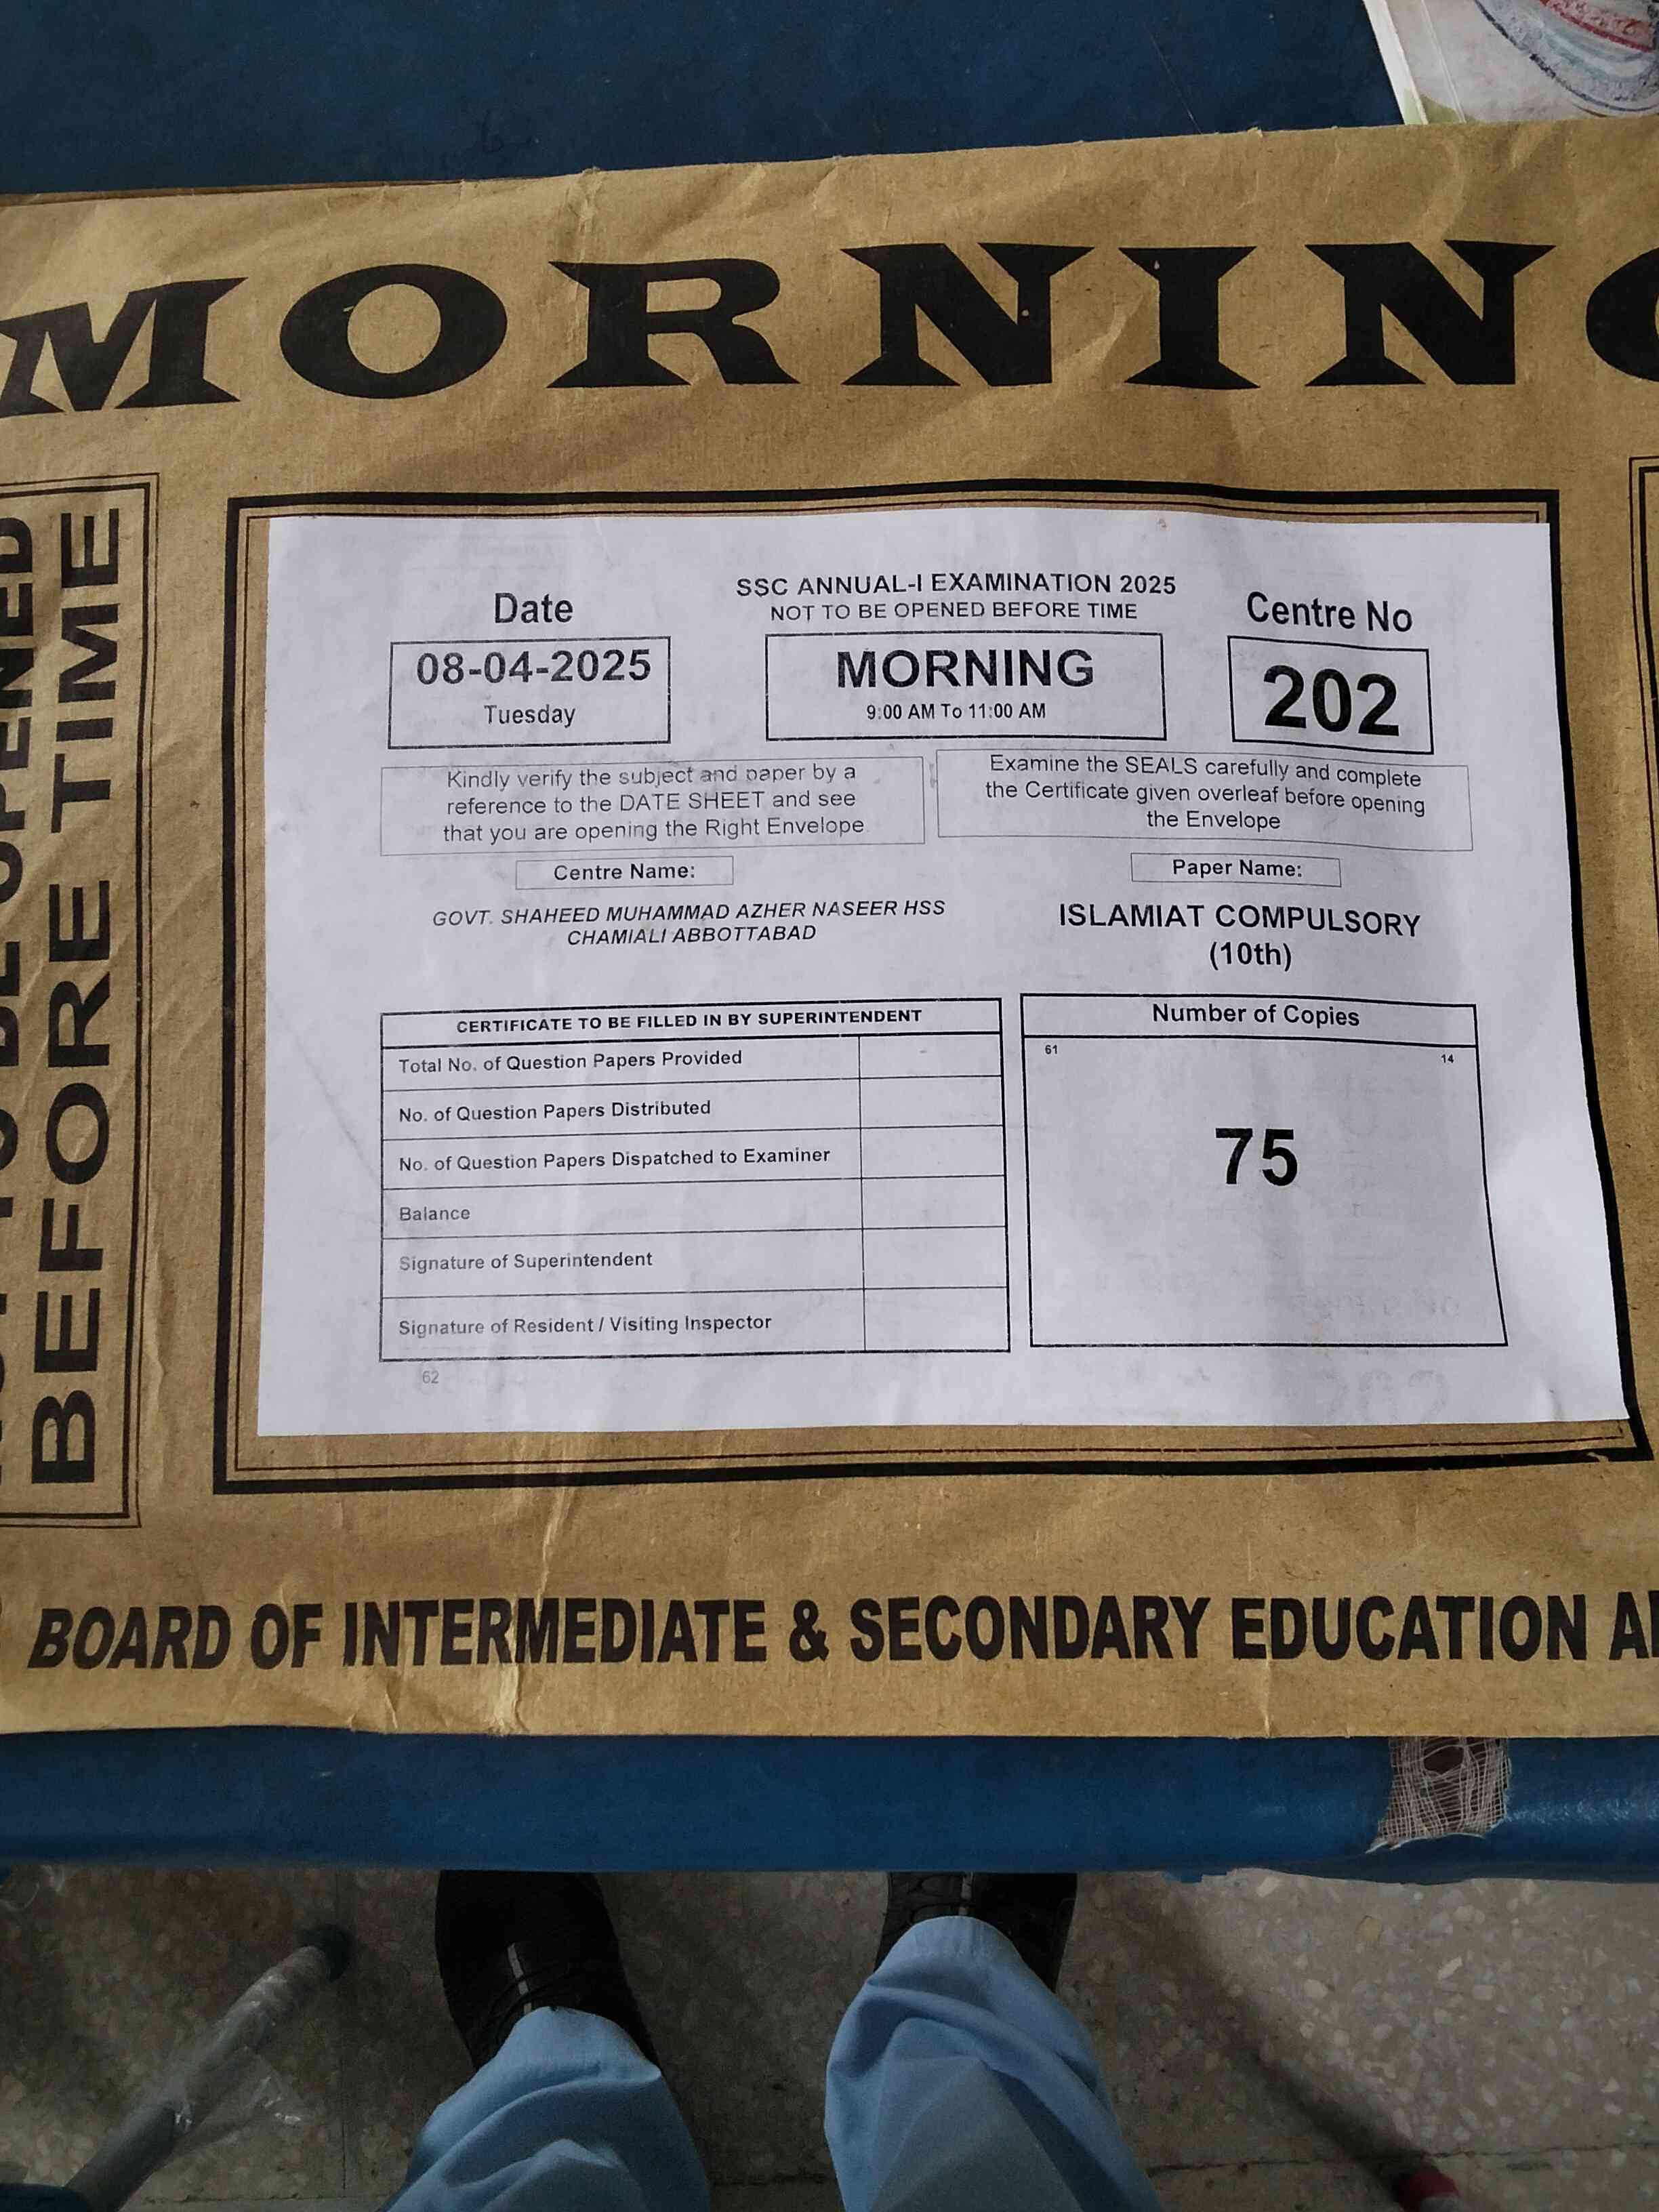 MORNING
NOT TO BE OPENED
BEFORE TIME
SSC ANNUAL-I EXAMINATION 2025
NOT TO BE OPENED BEFORE TIME
Date
08-04-2025
Tuesday
MORNING
9:00 AM To 11:00 AM
Centre No
202
Kindly verify the subject and paper by a
reference to the DATE SHEET and see
that you are opening the Right Envelope
Examine the SEALS carefully and complete
the Certificate given overleaf before opening
the Envelope
Centre Name:
GOVT. SHAHEED MUHAMMAD AZHER NASEER HSS
CHAMIALI ABBOTTABAD
Paper Name:
ISLAMIAT COMPULSORY
(10th)
CERTIFICATE TO BE FILLED IN BY SUPERINTENDENT
Total No. of Question Papers Provided
No. of Question Papers Distributed
No. of Question Papers Dispatched to Examiner
Balance
Signature of Superintendent
Signature of Resident / Visiting Inspector
62
Number of Copies
61 14
75
BOARD OF INTERMEDIATE & SECONDARY EDUCATION